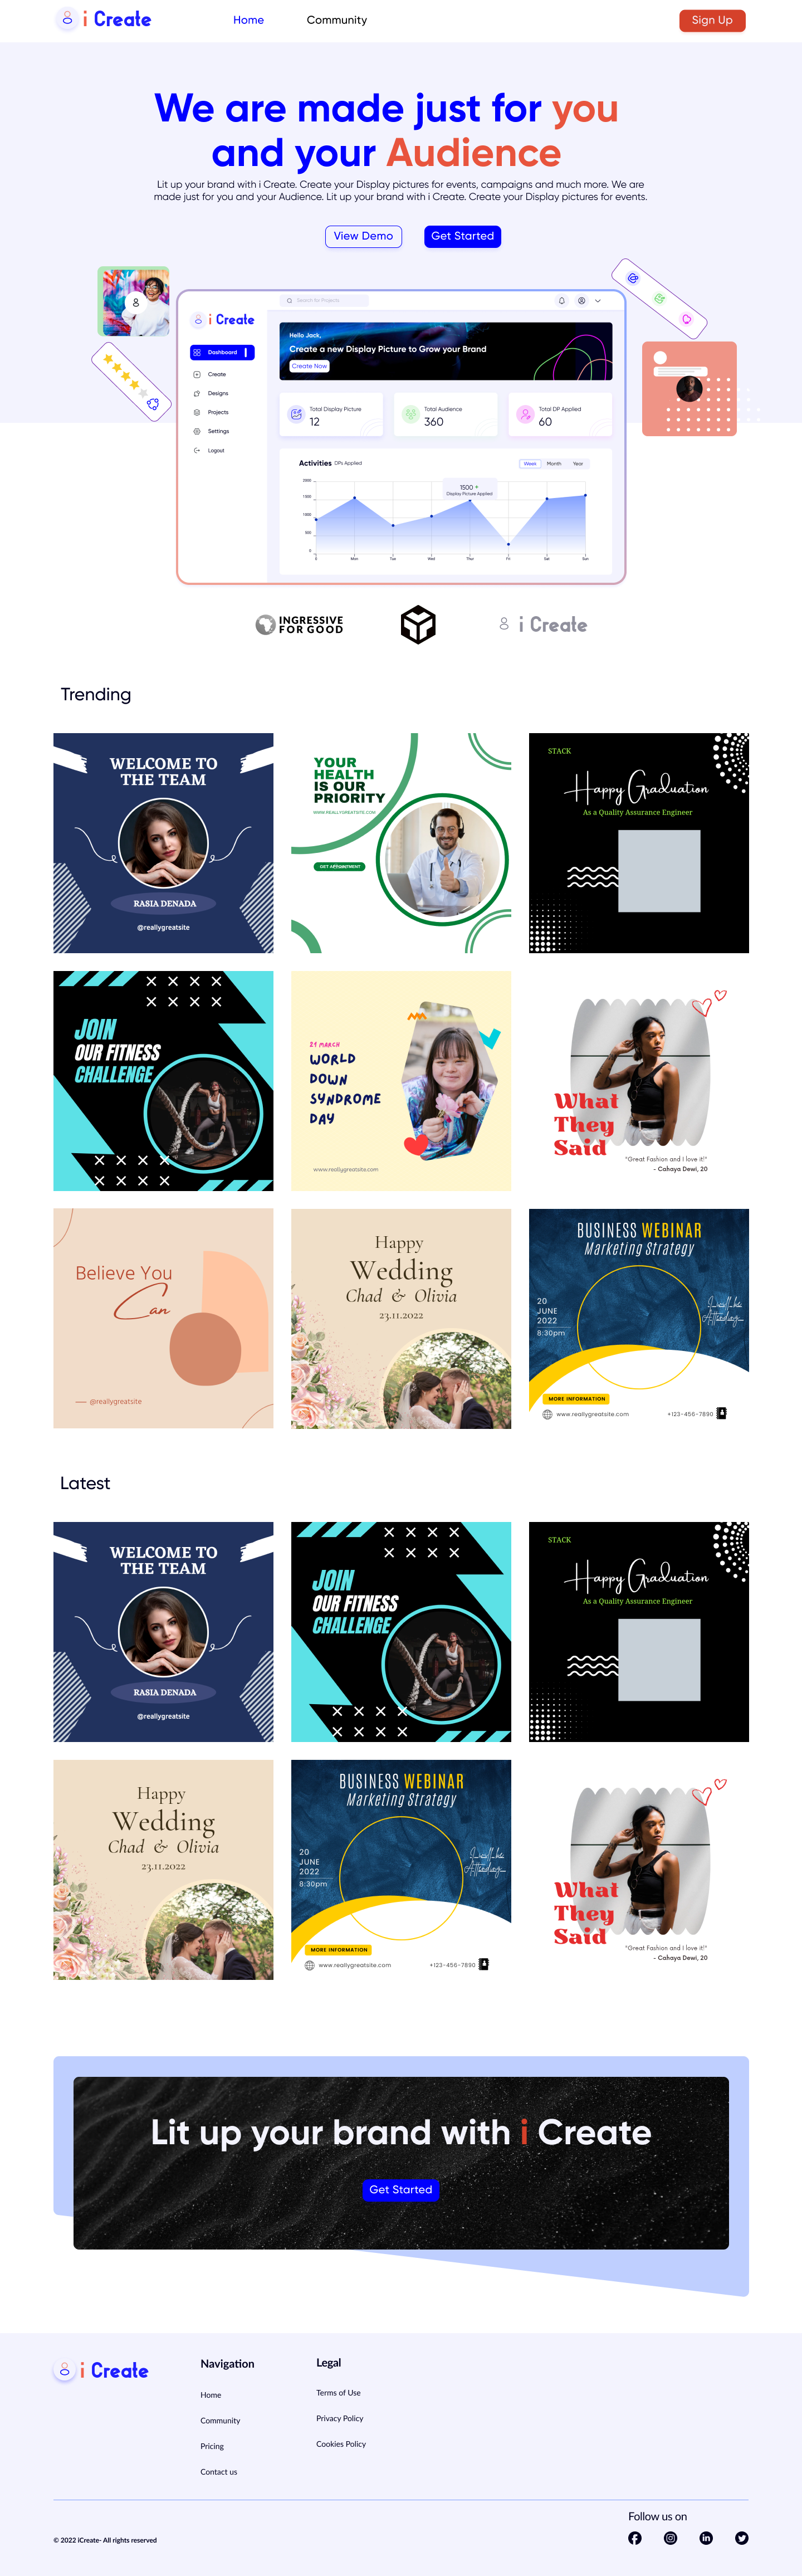 i Create
Home
Community
Sign Up
We are made just for you
and your Audience
Lit up your brand with i Create. Create your Display pictures for events, campaigns and much more. We are
made just for you and your Audience. Lit up your brand with i Create. Create your Display pictures for events.
View Demo
Get Started
i Create
Search for Projects
Dashboard
Create
Designs
Projects
Settings
Logout
Hello Jack,
Create a new Display Picture to Grow your Brand
Create Now
Total Display Picture
12
Total Audience
360
Total DP Applied
60
Activities
DPs Applied
Week
Month
Year
1500 +
Display Picture Applied
2000
1500
1000
500
0
Mon
Tue
Wed
Thur
Fri
Sat
Sun
INGRESSIVE
FOR GOOD
i Create
Trending
WELCOME TO
THE TEAM
RASIA DENADA
@reallygreatsite
YOUR
HEALTH
IS OUR
PRIORITY
WWW.REALLYGREATSITE.COM
STACK
Happy Graduation
As a Quality Assurance Engineer
JOIN
OUR FITNESS
CHALLENGE
21 MARCH
WORLD
DOWN
SYNDROME
DAY
www.reallygreatsite.com
What
They
Said
"Great Fashion and I love it!"
- Cahaya Dewi, 20
Believe You
Can
@reallygreatsite
Happy
Wedding
Chad & Olivia
23.11.2022
BUSINESS WEBINAR
Marketing Strategy
20
JUNE
2022
8:30pm
MORE INFORMATION
www.reallygreatsite.com
+123-456-7890
Latest
WELCOME TO
THE TEAM
RASIA DENADA
@reallygreatsite
JOIN
OUR FITNESS
CHALLENGE
STACK
Happy Graduation
As a Quality Assurance Engineer
Happy
Wedding
Chad & Olivia
23.11.2022
BUSINESS WEBINAR
Marketing Strategy
20
JUNE
2022
8:30pm
MORE INFORMATION
www.reallygreatsite.com
+123-456-7890
What
They
Said
"Great Fashion and I love it!"
- Cahaya Dewi, 20
Lit up your brand with i Create
Get Started
i Create
Navigation
Home
Community
Pricing
Contact us
Legal
Terms of Use
Privacy Policy
Cookies Policy
Follow us on
© 2022 iCreate- All rights reserved